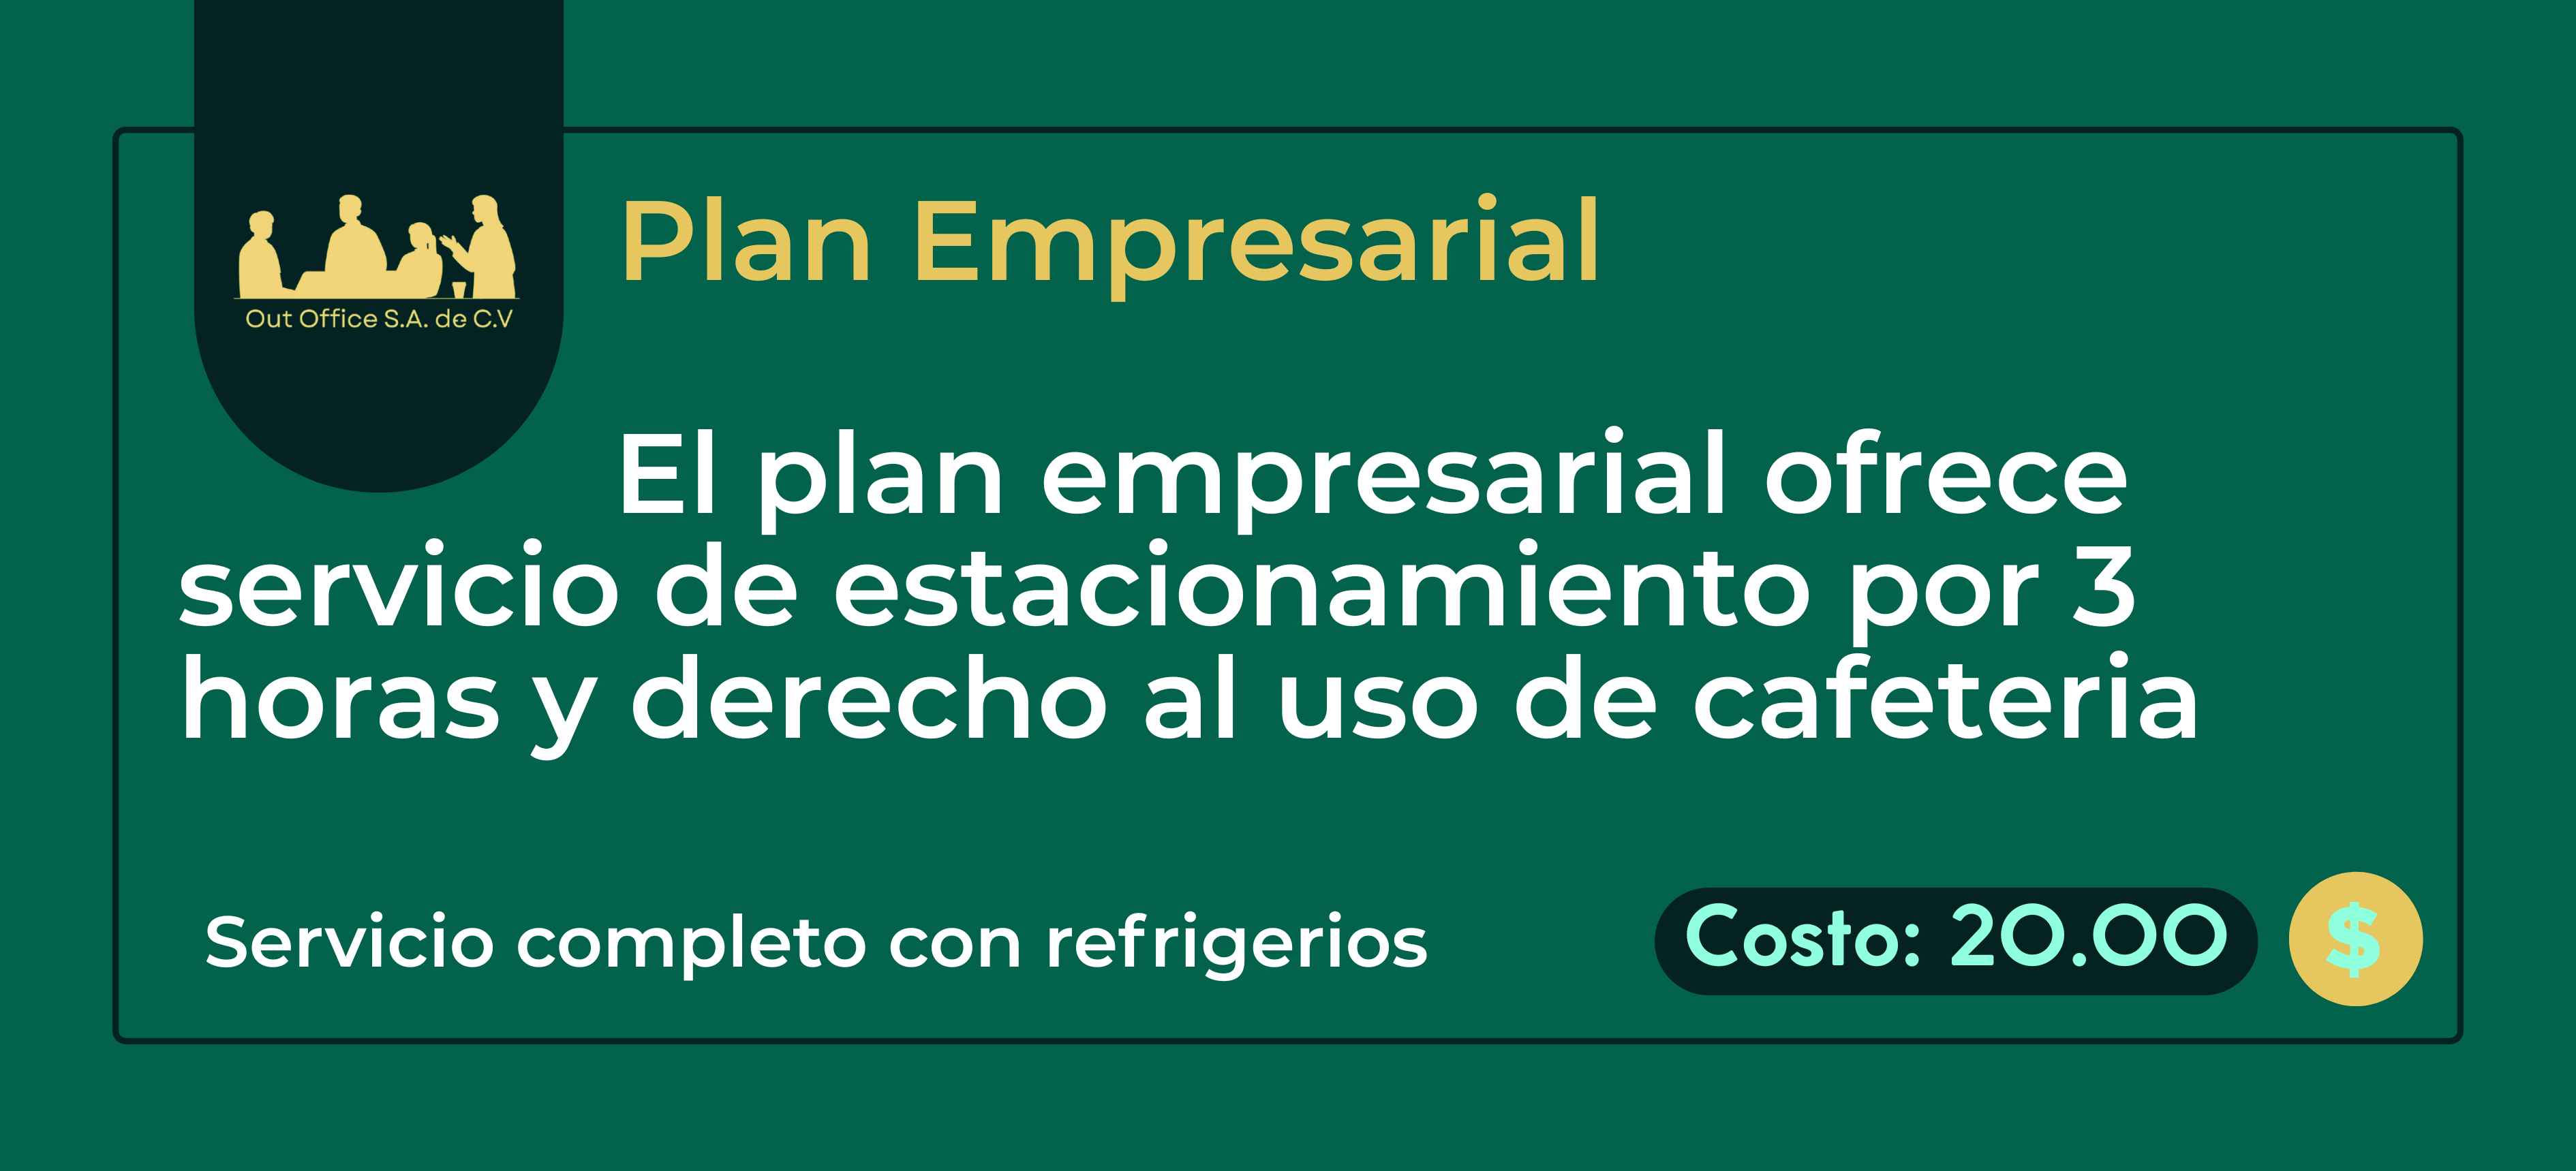 Out Office S.A. de C.V
Plan Empresarial
El plan empresarial ofrece
servicio de estacionamiento por 3
horas y derecho al uso de cafeteria
Servicio completo con refrigerios
Costo: 20.00
$